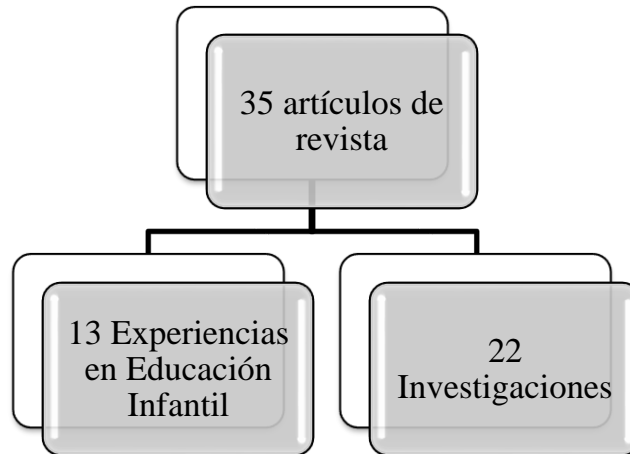 35 artículos de
revista
13 Experiencias
en Educación
Infantil
22
Investigaciones